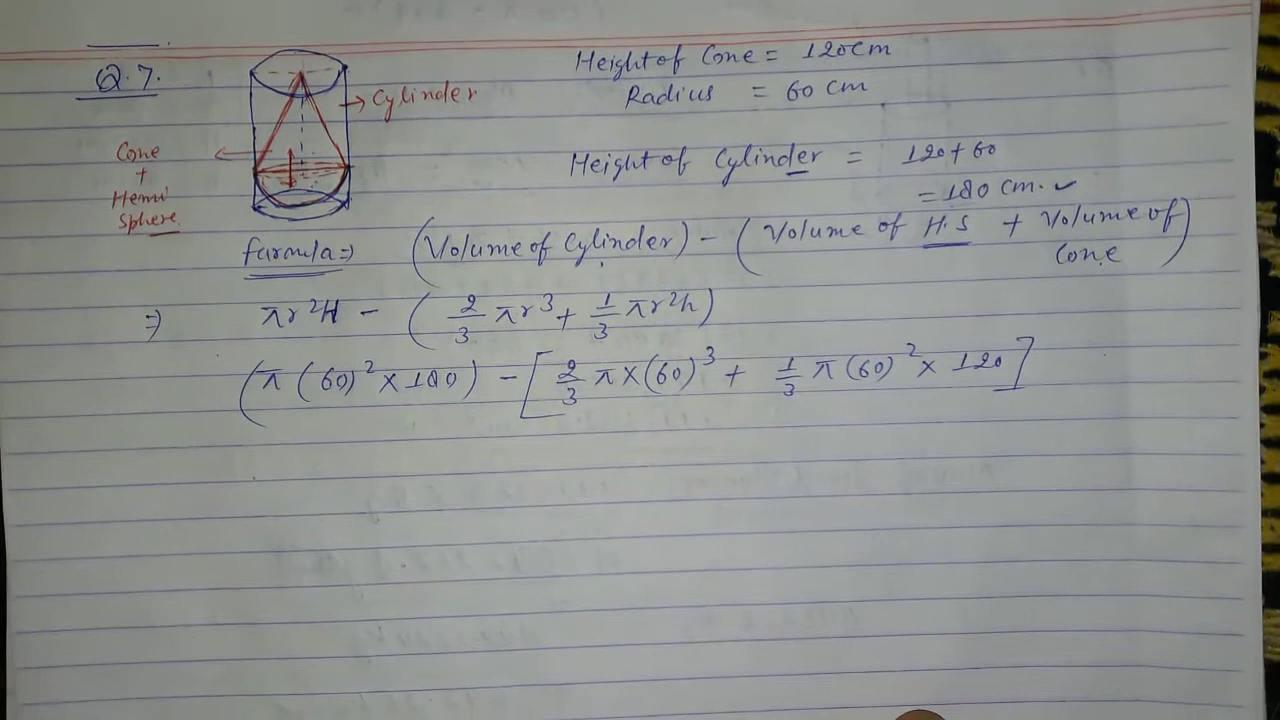 Q.7.
Cylinder
Cone
+
Hemi
Sphere
Height of Cone = 120cm
Radius = 60 cm
Height of Cylinder = 120+60
= 180 cm. ✓
farmula ⇒ (Volume of Cylinder) - (Volume of H.S + Volume of Cone)
⇒ πr²H - (2/3 πr³ + 1/3 πr²h)
(π (60)² × 180) - [2/3 π×(60)³ + 1/3 π (60)² × 120]